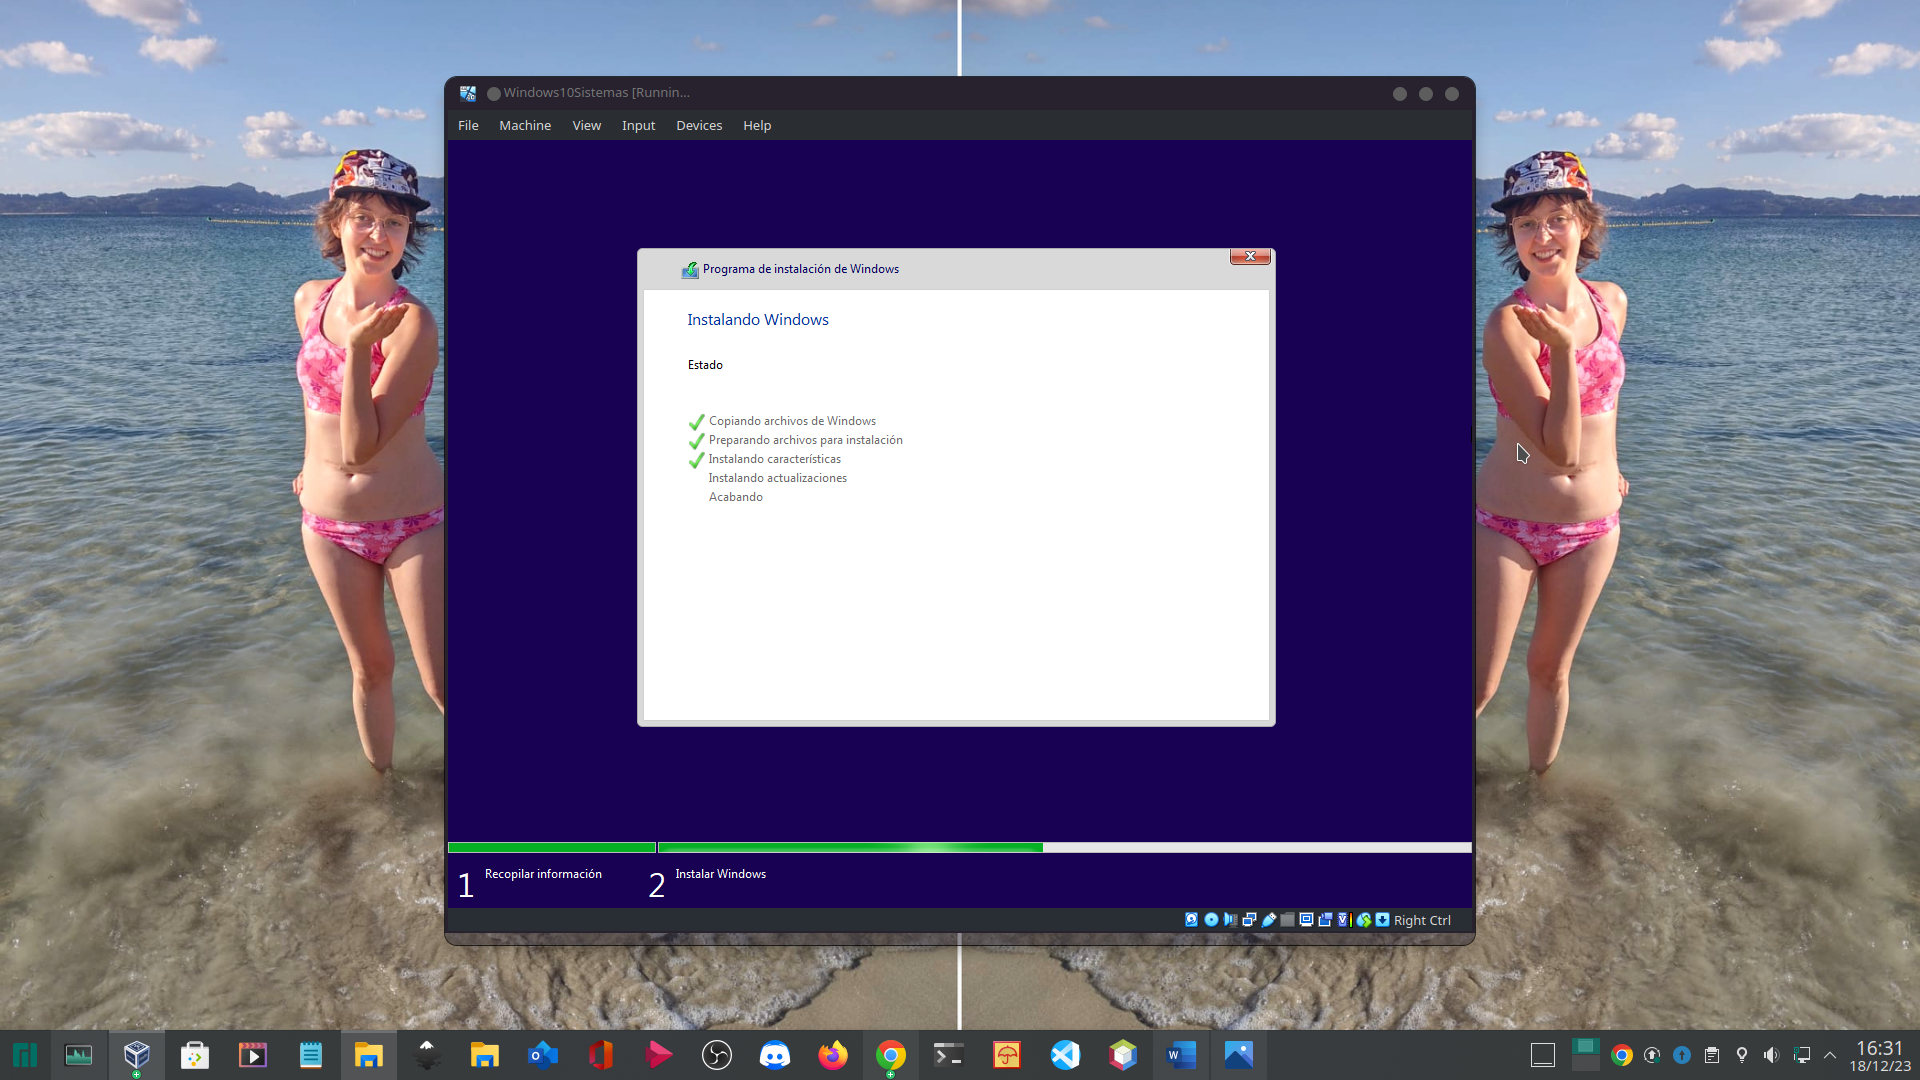 Windows10Sistemas [Runnin...
File Machine View Input Devices Help
Programa de instalación de Windows
Instalando Windows
Estado
Copiando archivos de Windows
Preparando archivos para instalación
Instalando características
Instalando actualizaciones
Acabando
1 Recopilar información 2 Instalar Windows
Right Ctrl
16:31
18/12/23